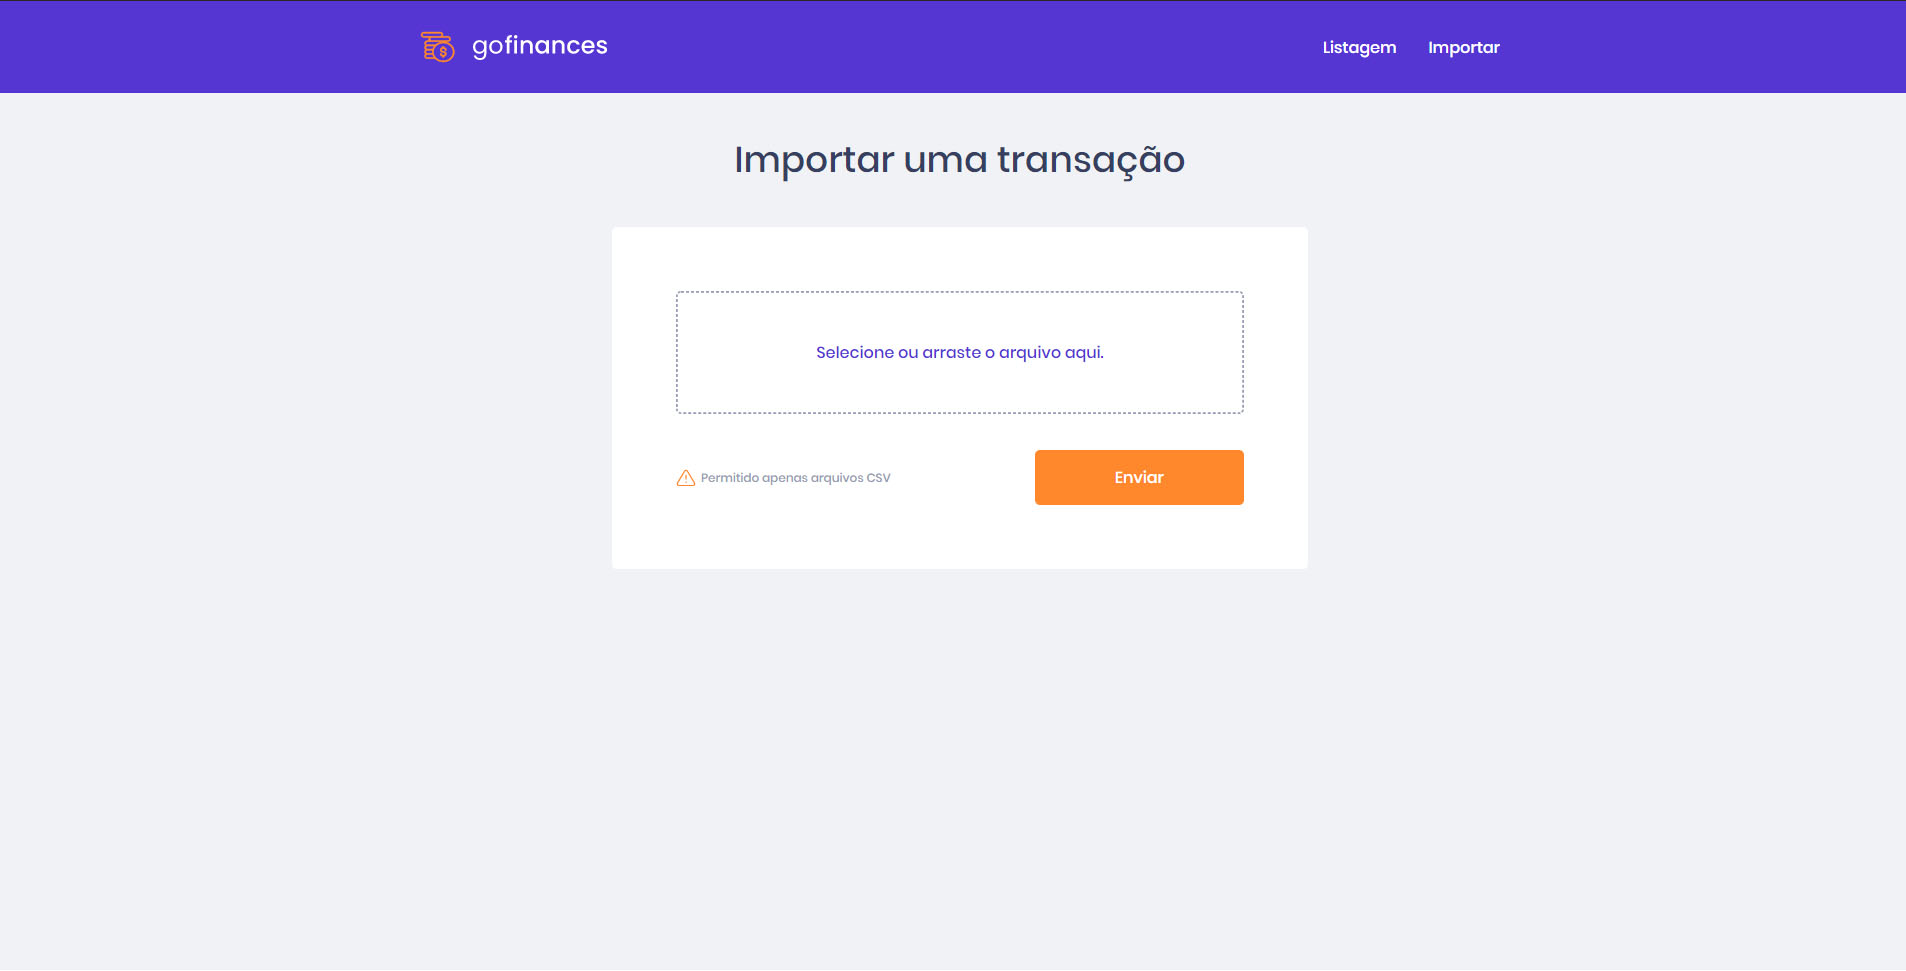 gofinances
Listagem
Importar
Importar uma transação
Selecione ou arraste o arquivo aqui.
Permitido apenas arquivos CSV
Enviar